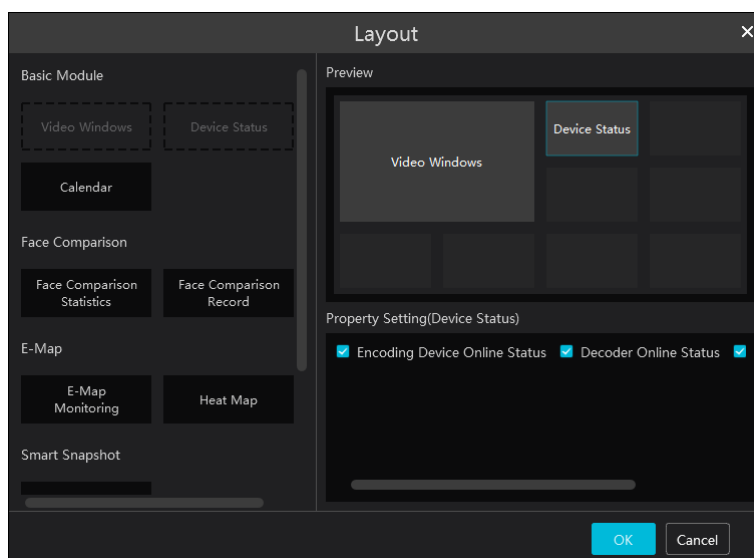 Layout
Basic Module
Video Windows
Device Status
Calendar
Face Comparison
Face Comparison
Statistics
Face Comparison
Record
E-Map
E-Map
Monitoring
Heat Map
Smart Snapshot
Preview
Video Windows
Device Status
Property Setting(Device Status)
Encoding Device Online Status
Decoder Online Status
OK
Cancel